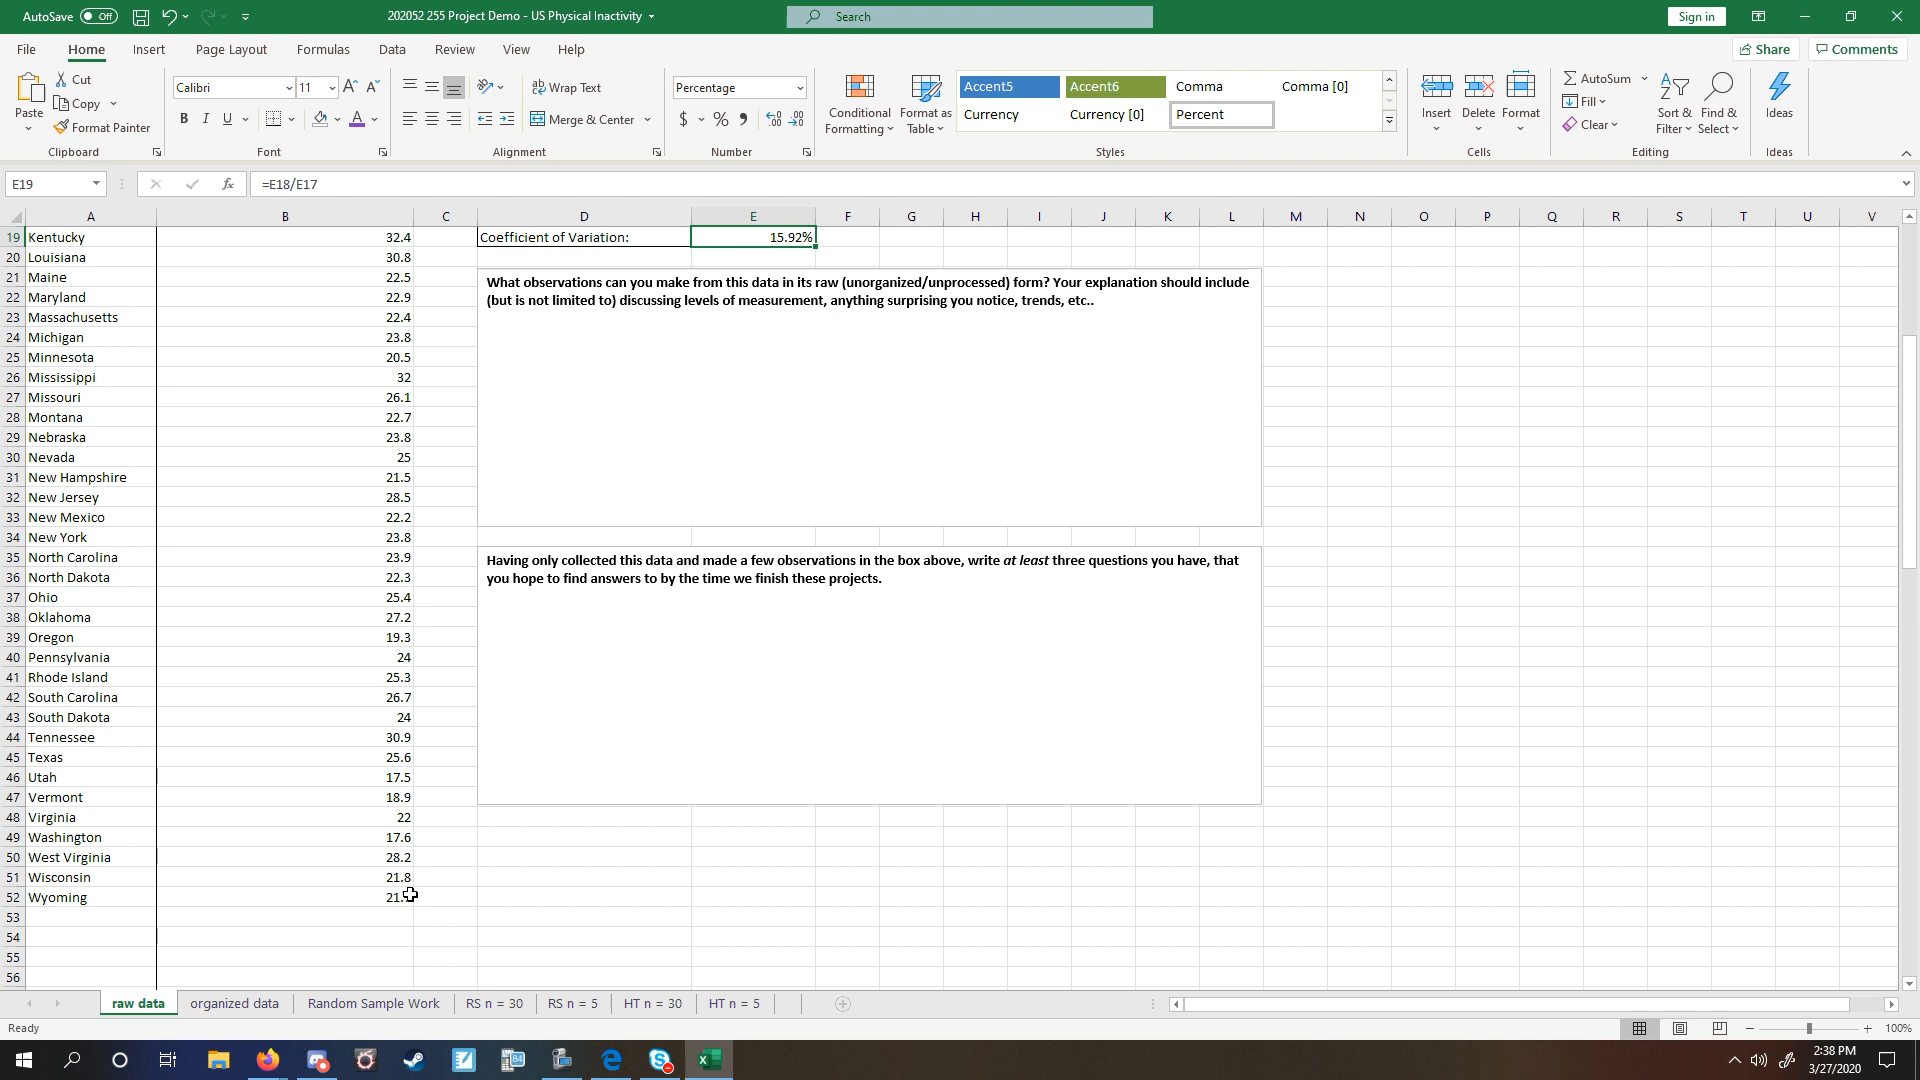 AutoSave Off 202052 255 Project Demo - US Physical Inactivity Search Sign in
File Home Insert Page Layout Formulas Data Review View Help Share Comments
Paste Cut Copy Format Painter Clipboard
Calibri 11 A A B I U A Font
Wrap Text Merge & Center Alignment
Percentage $ % Number
Conditional Formatting Format as Table
Accent5 Accent6 Comma Comma [0]
Currency Currency [0] Percent
Styles
Insert Delete Format Cells
AutoSum Fill Clear Sort & Filter Find & Select Editing
Ideas Ideas
E19 fx =E18/E17
A B C D E F G H I J K L M N O P Q R S T U V
19 Kentucky 32.4 Coefficient of Variation: 15.92%
20 Louisiana 30.8
21 Maine 22.5
22 Maryland 22.9
23 Massachusetts 22.4
24 Michigan 23.8
25 Minnesota 20.5
26 Mississippi 32
27 Missouri 26.1
28 Montana 22.7
29 Nebraska 23.8
30 Nevada 25
31 New Hampshire 21.5
32 New Jersey 28.5
33 New Mexico 22.2
34 New York 23.8
35 North Carolina 23.9
36 North Dakota 22.3
37 Ohio 25.4
38 Oklahoma 27.2
39 Oregon 19.3
40 Pennsylvania 24
41 Rhode Island 25.3
42 South Carolina 26.7
43 South Dakota 24
44 Tennessee 30.9
45 Texas 25.6
46 Utah 17.5
47 Vermont 18.9
48 Virginia 22
49 Washington 17.6
50 West Virginia 28.2
51 Wisconsin 21.8
52 Wyoming
53
54
55
56
What observations can you make from this data in its raw (unorganized/unprocessed) form? Your explanation should include
(but is not limited to) discussing levels of measurement, anything surprising you notice, trends, etc..
Having only collected this data and made a few observations in the box above, write at least three questions you have, that
you hope to find answers to by the time we finish these projects.
raw data organized data Random Sample Work RS n = 30 RS n = 5 HT n = 30 HT n = 5
Ready 100%
2:38 PM
3/27/2020